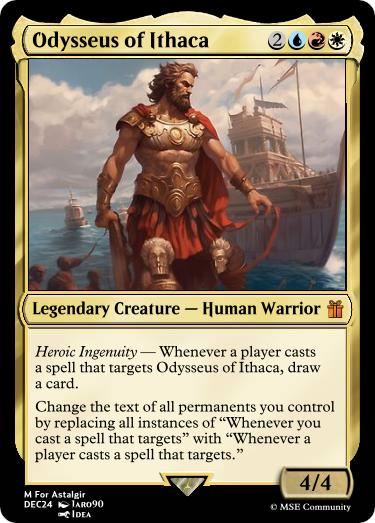 Odysseus of Ithaca 2
Legendary Creature — Human Warrior
Heroic Ingenuity — Whenever a player casts
a spell that targets Odysseus of Ithaca, draw
a card.
Change the text of all permanents you control
by replacing all instances of “Whenever you
cast a spell that targets” with “Whenever a
player casts a spell that targets.”
4/4
M For Astalgir
DEC24 Iaro90
Idea
© MSE Community